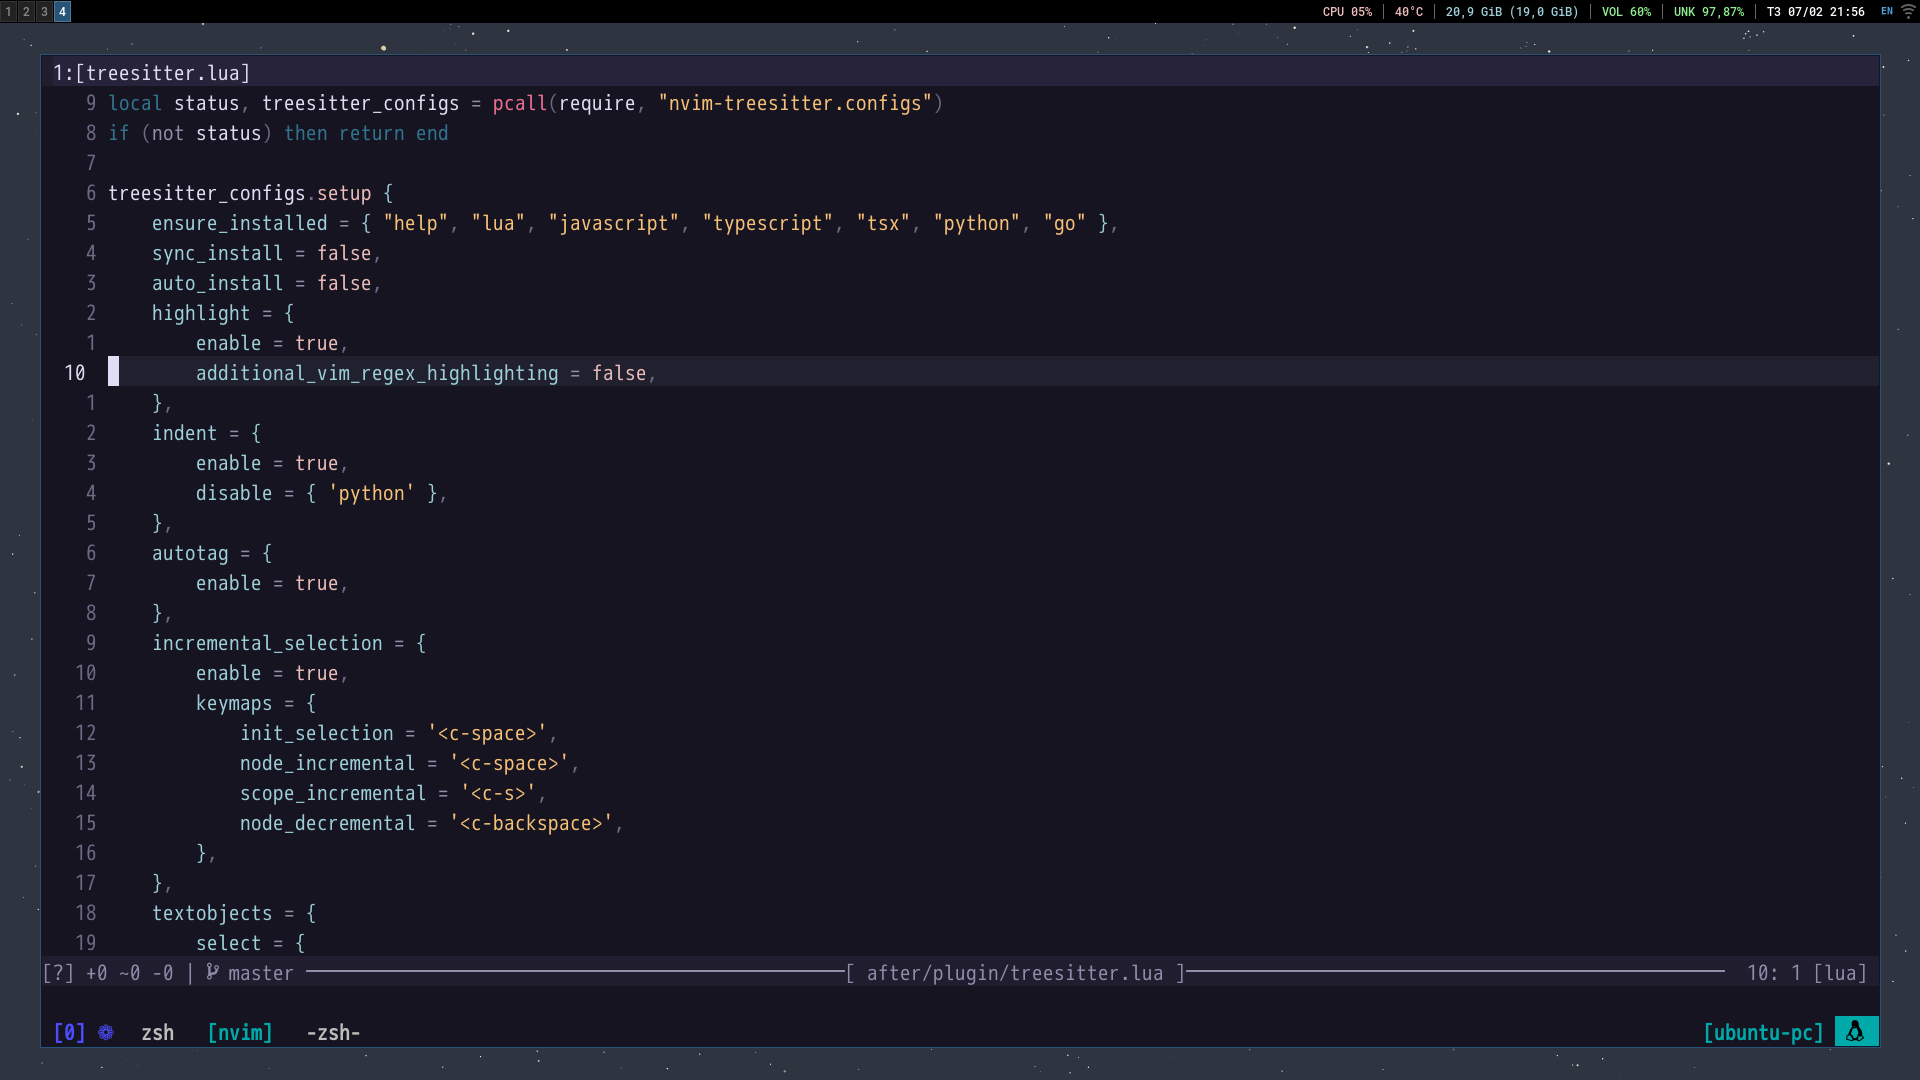 1 2 3 4 CPU 05% | 40°C | 20,9 GiB (19,0 GiB) | VOL 60% | UNK 97,87% | T3 07/02 21:56 EN
1:[treesitter.lua]
9 local status, treesitter_configs = pcall(require, "nvim-treesitter.configs")
8 if (not status) then return end
7
6 treesitter_configs.setup {
5     ensure_installed = { "help", "lua", "javascript", "typescript", "tsx", "python", "go" },
4     sync_install = false,
3     auto_install = false,
2     highlight = {
1         enable = true,
10         additional_vim_regex_highlighting = false,
1     },
2     indent = {
3         enable = true,
4         disable = { 'python' },
5     },
6     autotag = {
7         enable = true,
8     },
9     incremental_selection = {
10         enable = true,
11         keymaps = {
12             init_selection = '<c-space>',
13             node_incremental = '<c-space>',
14             scope_incremental = '<c-s>',
15             node_decremental = '<c-backspace>',
16         },
17     },
18     textobjects = {
19         select = {
[?] +0 ~0 -0 | master [ after/plugin/treesitter.lua ] 10: 1 [lua]
[0] zsh [nvim] -zsh- [ubuntu-pc]